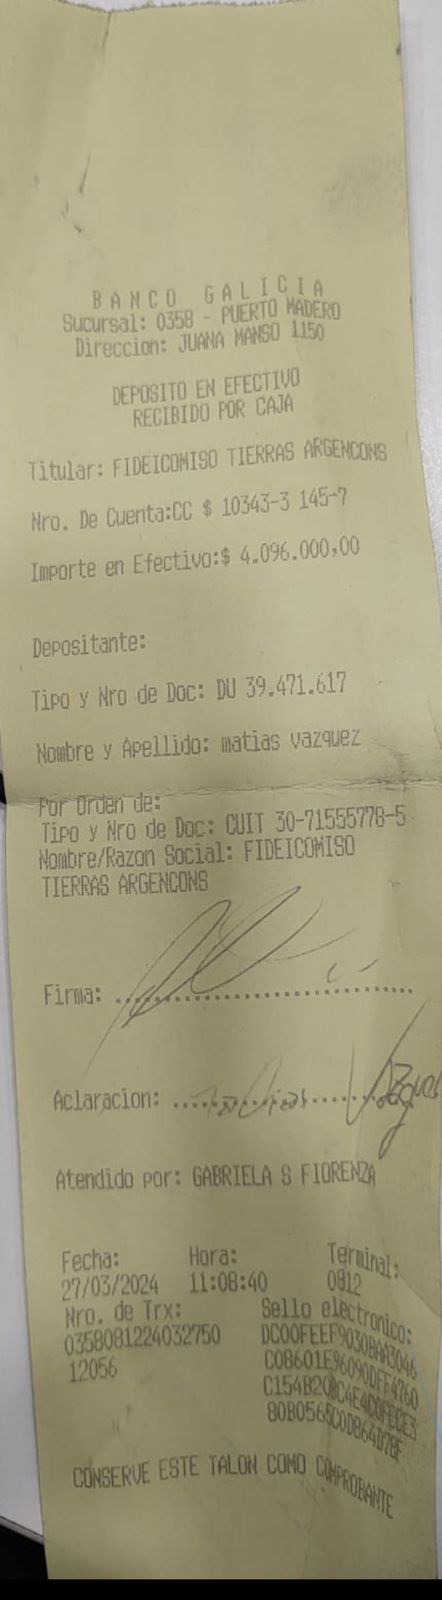 BANCO GALICIA
Sucursal: 0358 - PUERTO MADERO
Direccion: JUANA MANSO 1150
DEPOSITO EN EFECTIVO
RECIBIDO POR CAJA
Titular: FIDEICOMISO TIERRAS ARGENCONS
Nro. De Cuenta:CC $ 10343-3 145-7
Importe en Efectivo:$ 4.096.000,00
Depositante:
Tipo y Nro de Doc: DU 39.471.617
Nombre y Apellido: matias vazquez
Por Orden de:
Tipo y Nro de Doc: CUIT 30-71555778-5
Nombre/Razon Social: FIDEICOMISO
TIERRAS ARGENCONS
Firma: ........................................
Aclaracion: ........ Vazquez
Atendido por: GABRIELA S FIORENZA
Fecha: Hora: Terminal:
27/03/2024 11:08:40 0812
Nro. de Trx: Sello electronico:
0358081224032750 DC00FEEF9030BAA3046
12056 C08601E96090DFF4760
CONSERVE ESTE TALON COMO COMPROBANTE